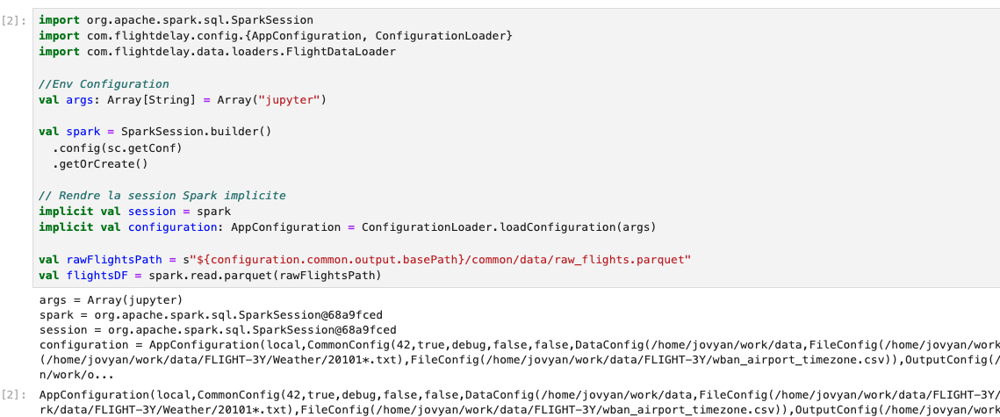 [2]: import org.apache.spark.sql.SparkSession
import com.flightdelay.config.{AppConfiguration, ConfigurationLoader}
import com.flightdelay.data.loaders.FlightDataLoader

//Env Configuration
val args: Array[String] = Array("jupyter")

val spark = SparkSession.builder()
  .config(sc.getConf)
  .getOrCreate()

// Rendre la session Spark implicite
implicit val session = spark
implicit val configuration: AppConfiguration = ConfigurationLoader.loadConfiguration(args)

val rawFlightsPath = s"${configuration.common.output.basePath}/common/data/raw_flights.parquet"
val flightsDF = spark.read.parquet(rawFlightsPath)
args = Array(jupyter)
spark = org.apache.spark.sql.SparkSession@68a9fced
session = org.apache.spark.sql.SparkSession@68a9fced
configuration = AppConfiguration(local,CommonConfig(42,true,debug,false,false,DataConfig(/home/jovyan/work/data,FileConfig(/home/jovyan/work
(/home/jovyan/work/data/FLIGHT-3Y/Weather/20101*.txt),FileConfig(/home/jovyan/work/data/FLIGHT-3Y/wban_airport_timezone.csv)),OutputConfig(/
n/work/o...
[2]: AppConfiguration(local,CommonConfig(42,true,debug,false,false,DataConfig(/home/jovyan/work/data,FileConfig(/home/jovyan/work/data/FLIGHT-3Y/
rk/data/FLIGHT-3Y/Weather/20101*.txt),FileConfig(/home/jovyan/work/data/FLIGHT-3Y/wban_airport_timezone.csv)),OutputConfig(/home/jovyan/wo